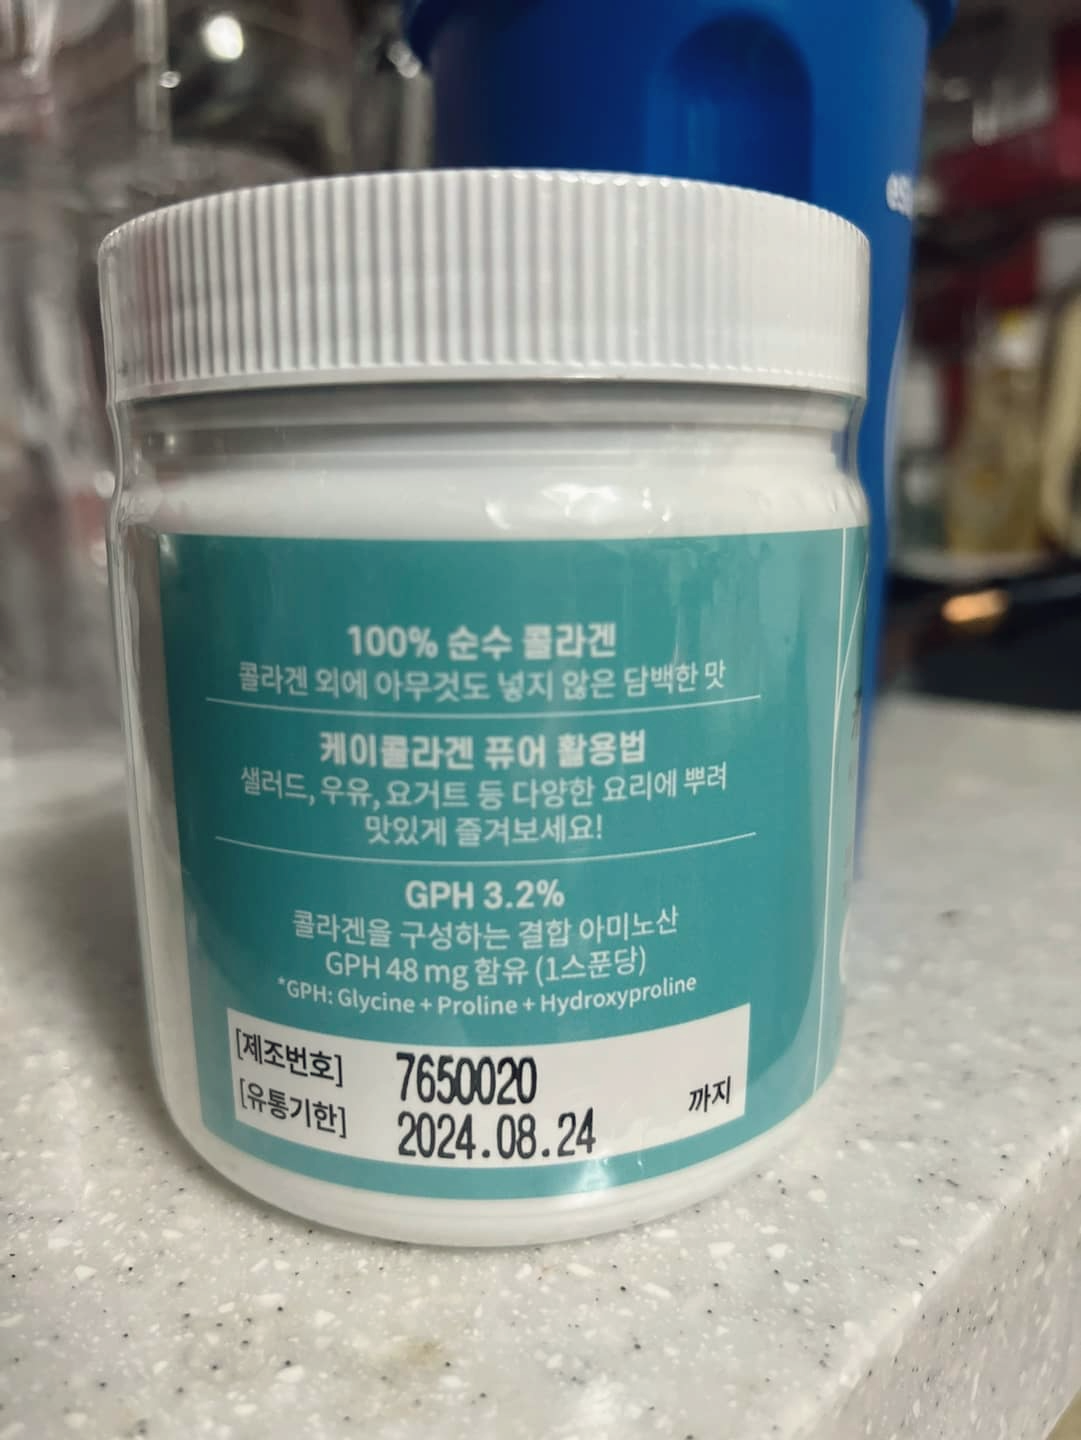 100% 순수 콜라겐
콜라겐 외에 아무것도 넣지 않은 담백한 맛
케이콜라겐 퓨어 활용법
샐러드, 우유, 요거트 등 다양한 요리에 뿌려
맛있게 즐겨보세요!
GPH 3.2%
콜라겐을 구성하는 결합 아미노산
GPH 48 mg 함유 (1스푼당)
*GPH: Glycine + Proline + Hydroxyproline
[제조번호] 7650020
[유통기한] 2024.08.24 까지